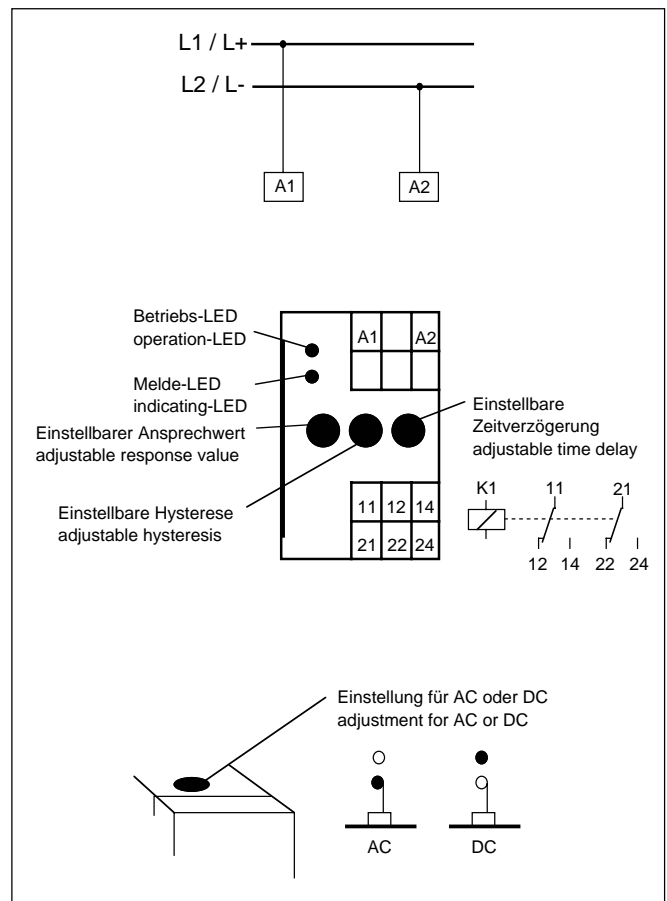 L1 / L+
L2 / L-
A1
A2
Betriebs-LED
operation-LED
A1
A2
Melde-LED
indicating-LED
Einstellbarer Ansprechwert
adjustable response value
Einstellbare
Zeitverzögerung
adjustable time delay
Einstellbare Hysterese
adjustable hysteresis
11 12 14
21 22 24
K1
11
21
12 14 22 24
Einstellung für AC oder DC
adjustment for AC or DC
AC
DC